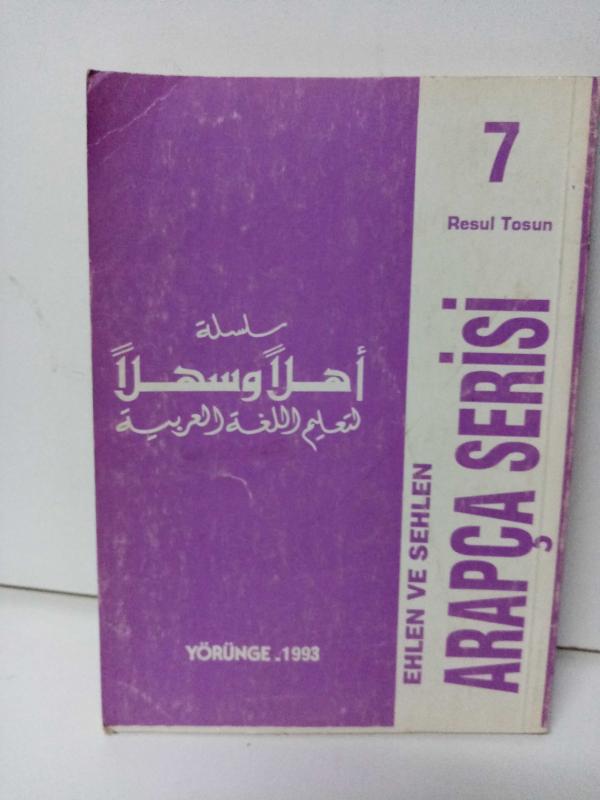 7
Resul Tosun
سلسلة
أهلاً وسهلاً
لتعليم اللغة العربية
EHLEN VE SEHLEN
ARAPÇA SERİSİ
YÖRÜNGE.1993